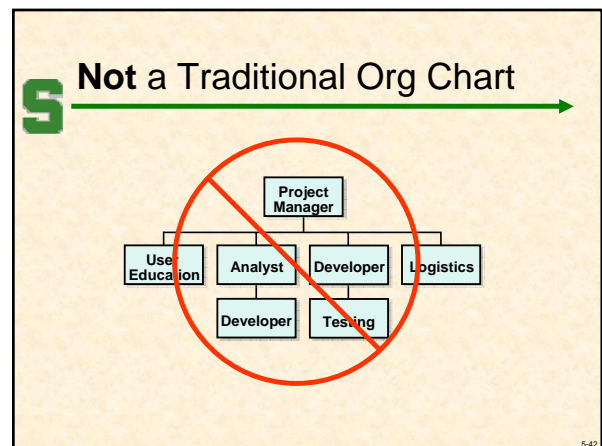 Not a Traditional Org Chart
S
Project
Manager
User
Education
Analyst
Developer
Logistics
Developer
Testing
5-42